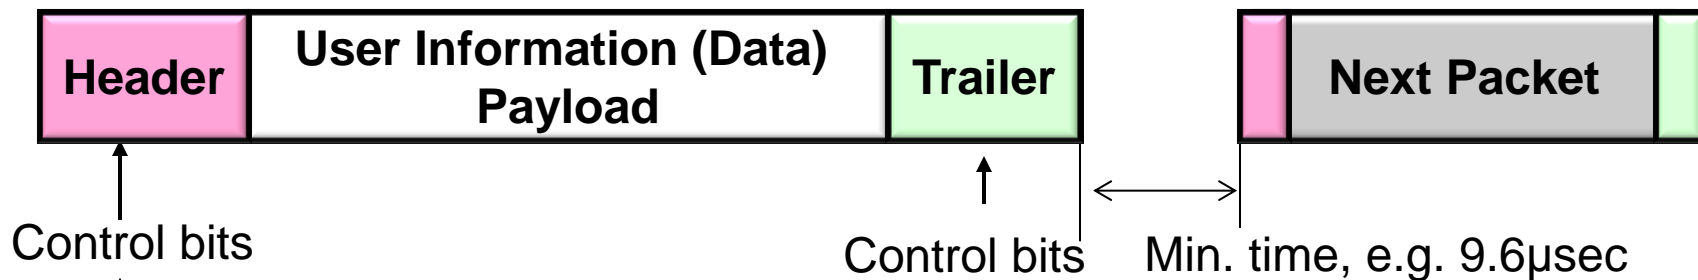 Header
User Information (Data)
Payload
Trailer
Next Packet
Control bits
Control bits
Min. time, e.g. 9.6µsec